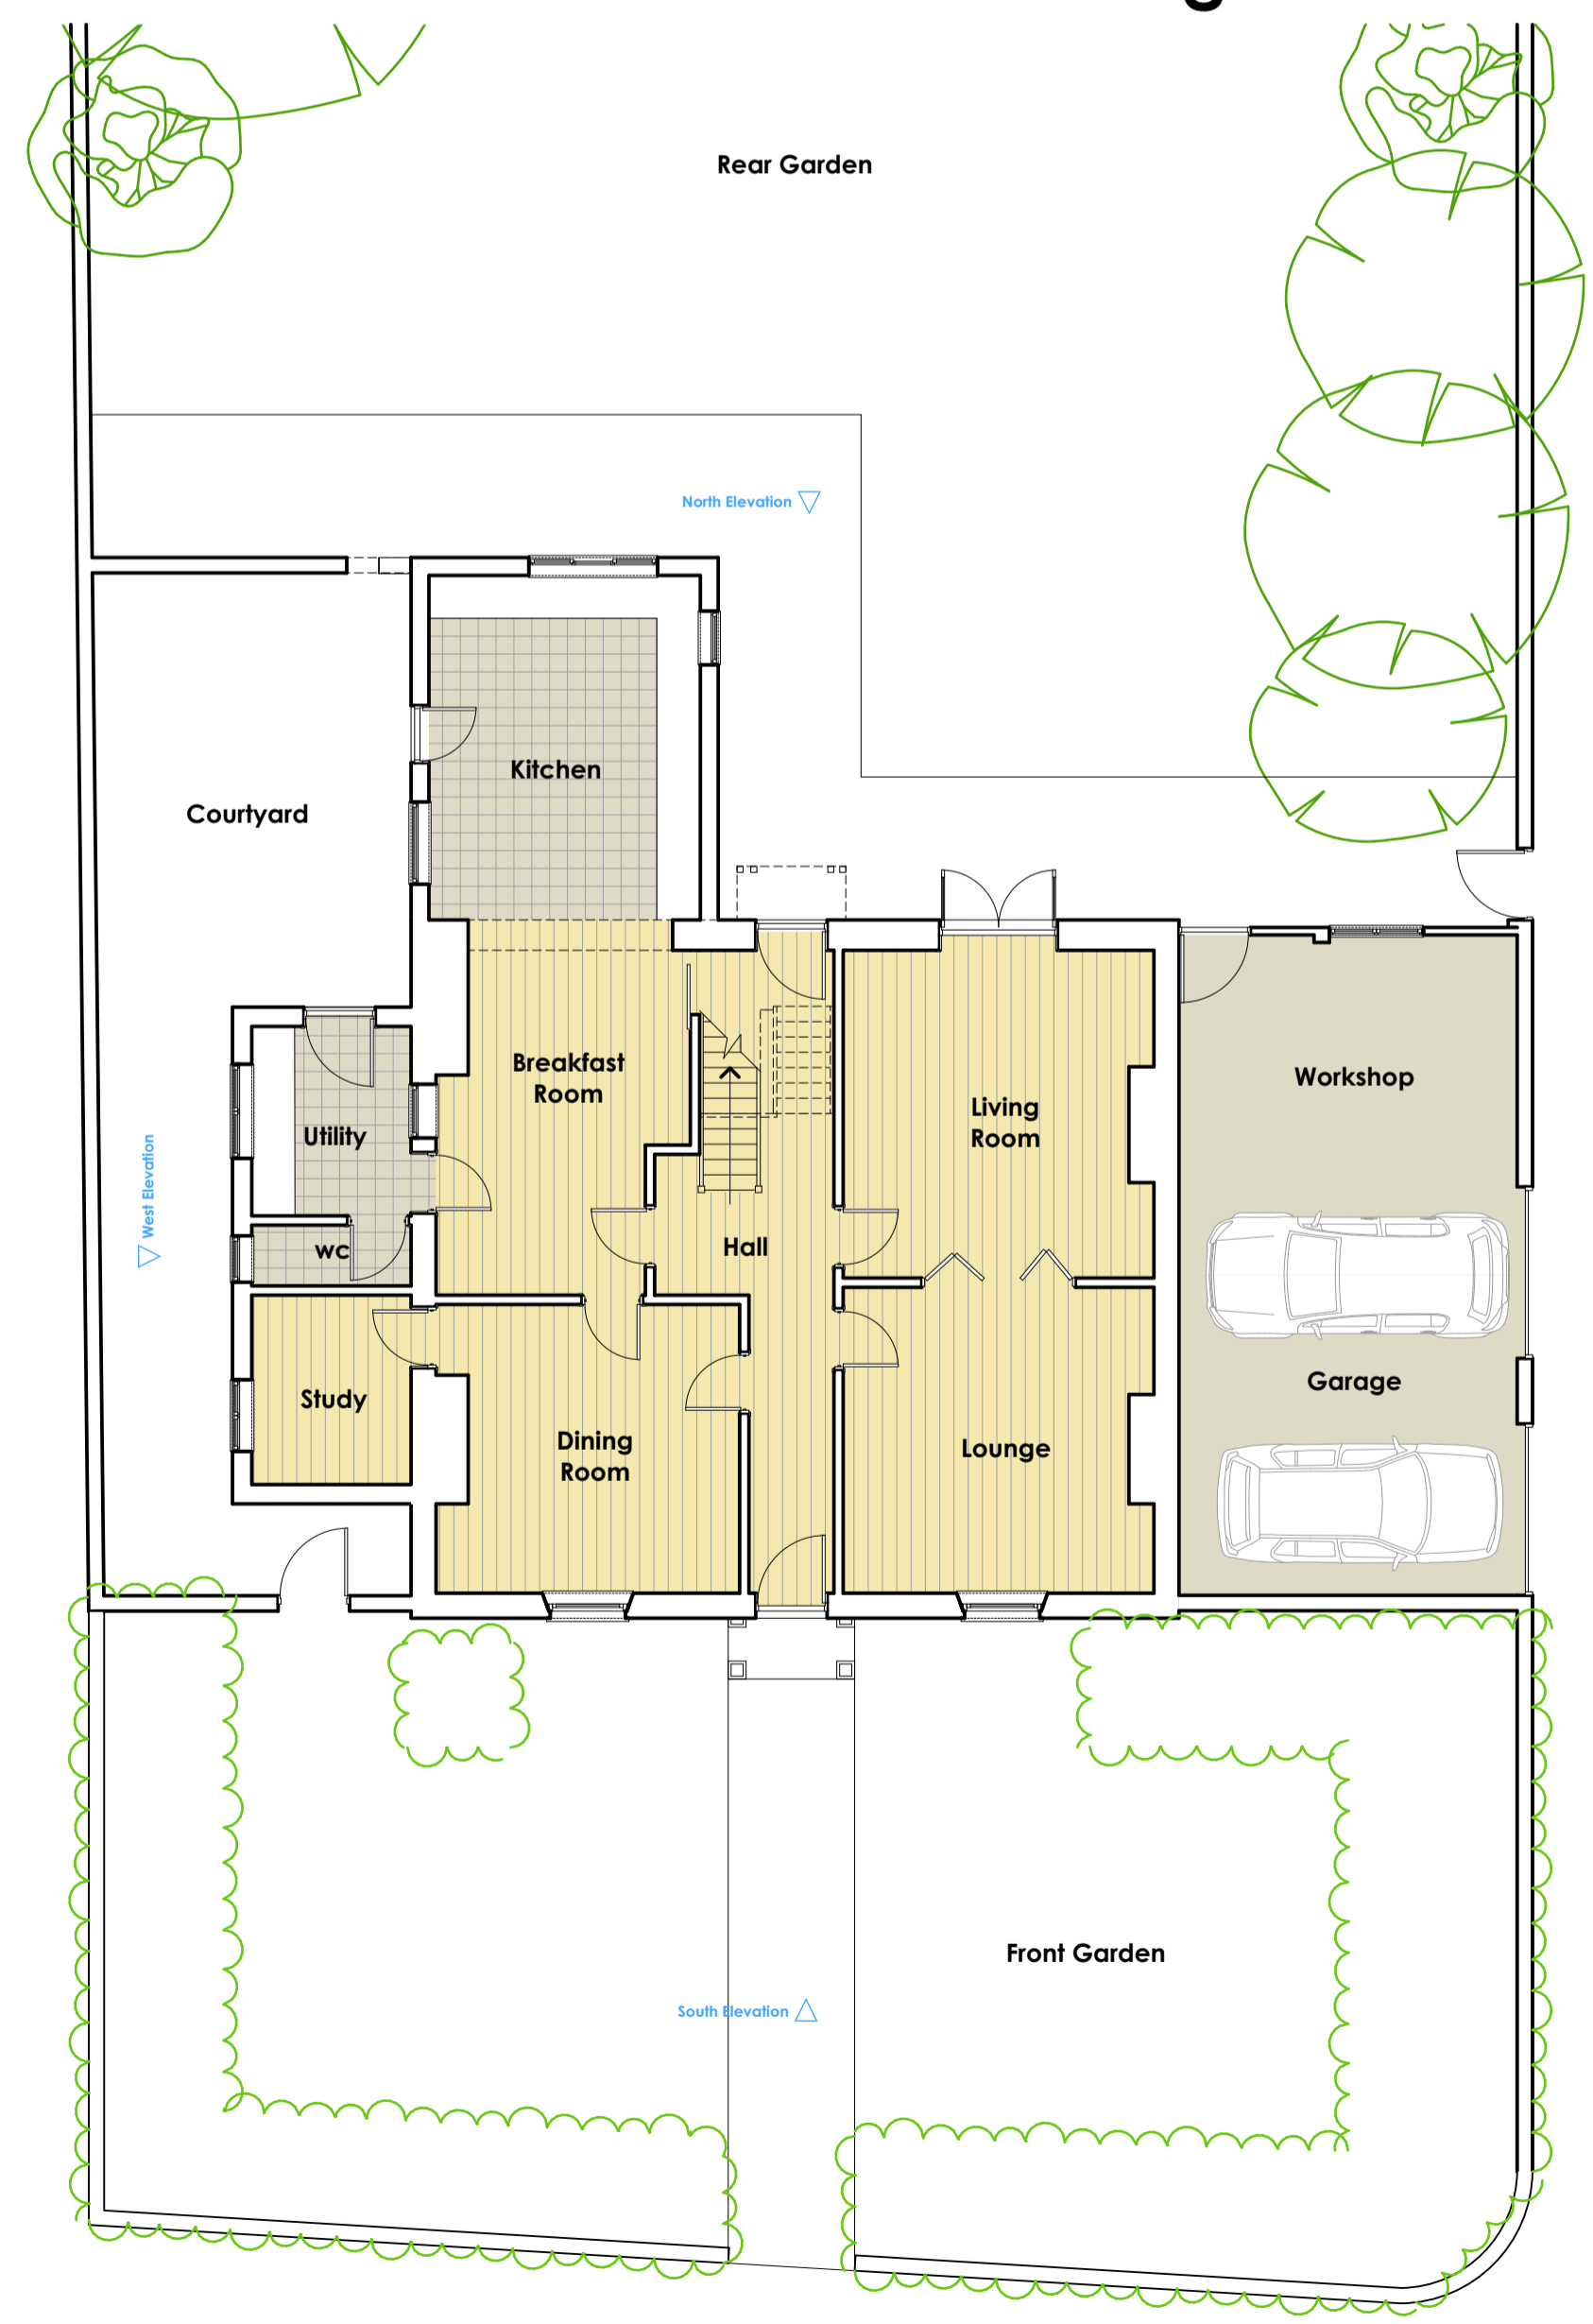 Rear Garden
North Elevation
Kitchen
Courtyard
Breakfast
Room
Workshop
Living
Room
Utility
West Elevation
Hall
wc
Garage
Study
Dining
Room
Lounge
Front Garden
South Elevation